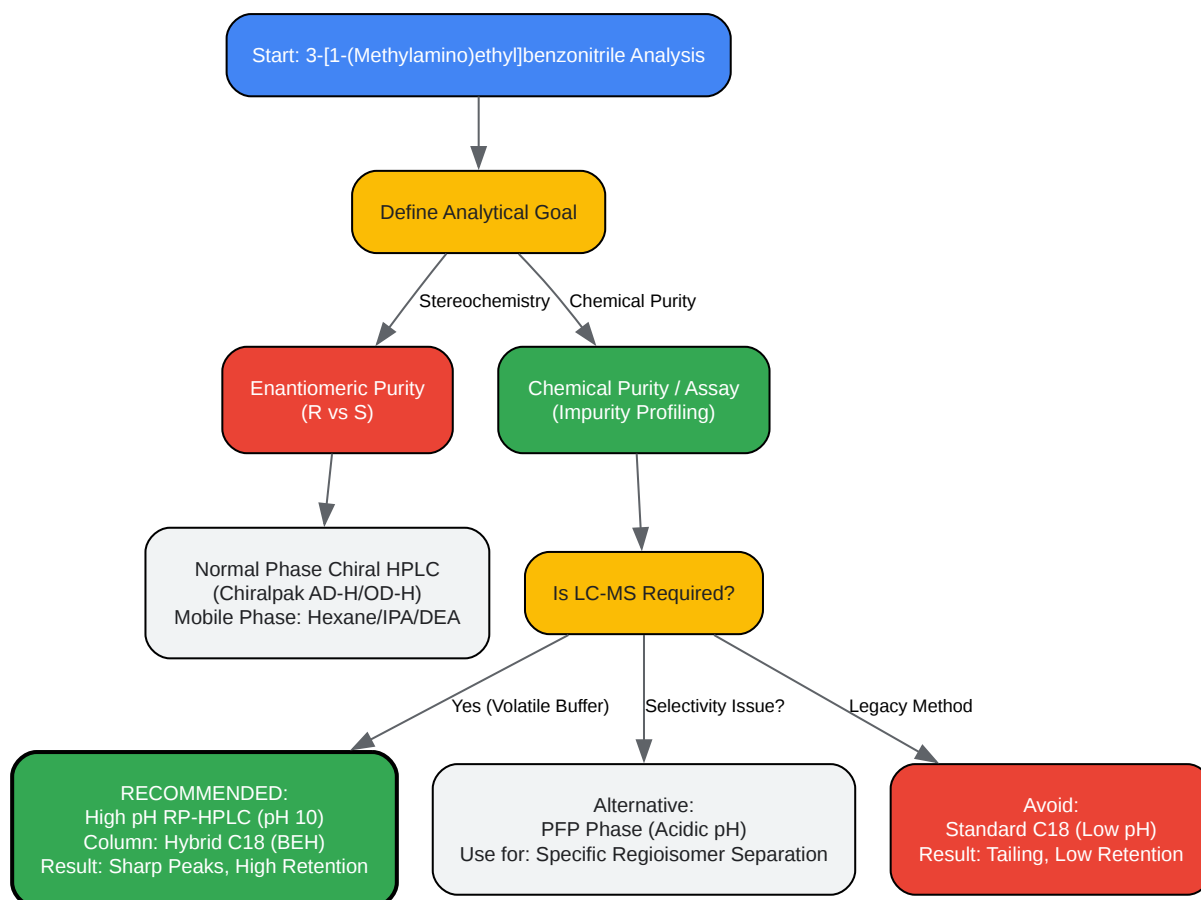 Start: 3-[1-(Methylamino)ethyl]benzonitrile Analysis
Define Analytical Goal
Stereochemistry
Chemical Purity
Enantiomeric Purity
(R vs S)
Chemical Purity / Assay
(Impurity Profiling)
Normal Phase Chiral HPLC
(Chiralpak AD-H/OD-H)
Mobile Phase: Hexane/IPA/DEA
Is LC-MS Required?
Yes (Volatile Buffer)
Selectivity Issue?
Legacy Method
RECOMMENDED:
High pH RP-HPLC (pH 10)
Column: Hybrid C18 (BEH)
Result: Sharp Peaks, High Retention
Alternative:
PFP Phase (Acidic pH)
Use for: Specific Regioisomer Separation
Avoid:
Standard C18 (Low pH)
Result: Tailing, Low Retention